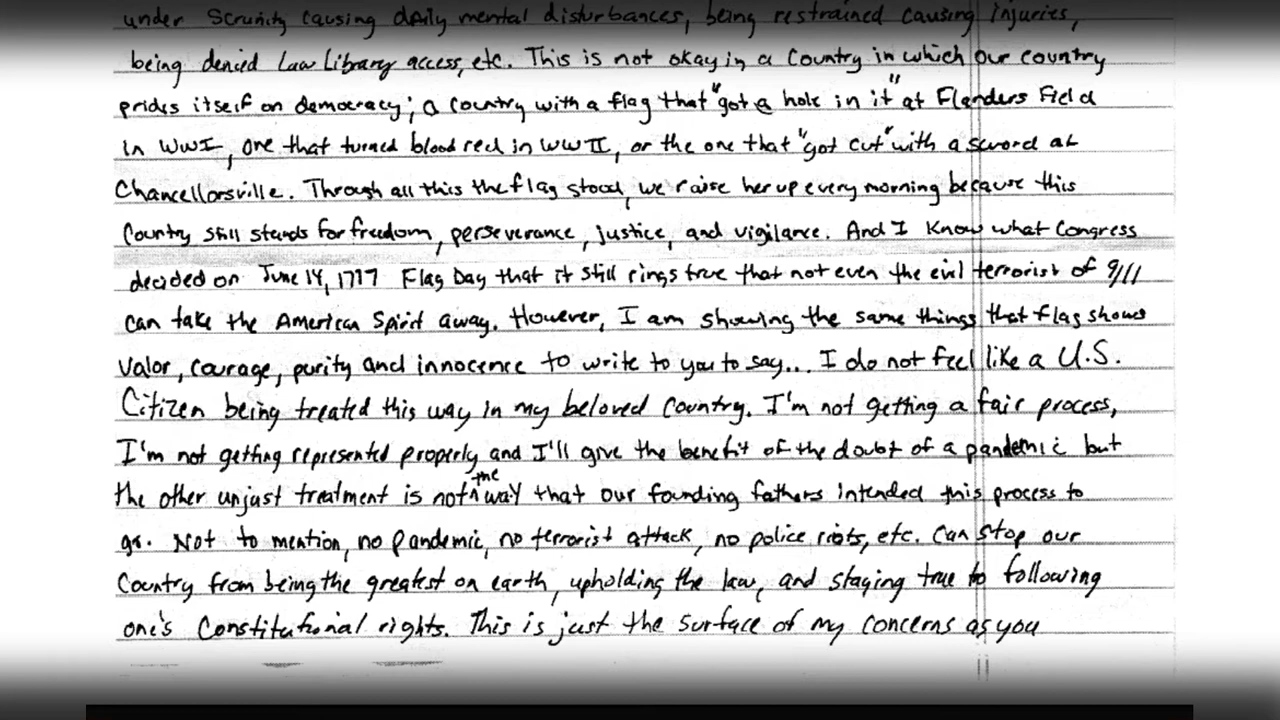 under Scrunity causing daily mental disturbances, being restrained causing injuries,
being denied Law Library access, etc. This is not okay in a Country in which our country
prides itself on democracy; a country with a flag that "got a hole in it" at Flanders Field
in WWI, one that turned blood red in WWII, or the one that "got cut" with a sword at
Chancellorsville. Through all this the flag stood, we raise her up every morning because this
Country still stands for freedom, perseverance, justice, and vigilance. And I know what Congress
decided on June 14, 1777 Flag Day that it still rings true that not even the evil terrorist of 9/11
can take the American Spirit away. However, I am showing the same things that flag shows
valor, courage, purity and innocence to write to you to say... I do not feel like a U.S.
Citizen being treated this way in my beloved Country. I'm not getting a fair process,
I'm not getting represented properly and I'll give the benefit of the doubt of a pandemic but
the other unjust treatment is not the way that our founding fathers intended this process to
go. Not to mention, no pandemic, no terrorist attack, no police riots, etc. Can stop our
Country from being the greatest on earth, upholding the law, and staging true to following
one's Constitutional rights. This is just the surface of my concerns as you